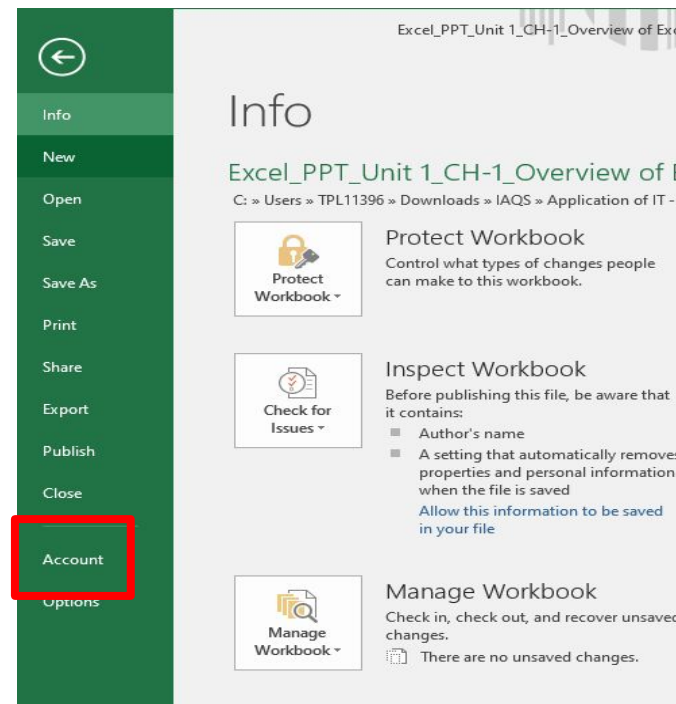 Excel_PPT_Unit 1_CH-1_Overview of
Info
Info
New
Excel_PPT_Unit 1_CH-1_Overview of
Open
C: » Users » TPL11396 » Downloads » IAQS » Application of IT -
Save
Save As
Print
Share
Export
Publish
Close
Account
Options
Protect
Workbook
Protect Workbook
Control what types of changes people
can make to this workbook.
Check for
Issues
Inspect Workbook
Before publishing this file, be aware that
it contains:
Author's name
A setting that automatically removes
properties and personal information
when the file is saved
Allow this information to be saved
in your file
Manage
Workbook
Manage Workbook
Check in, check out, and recover unsaved
changes.
There are no unsaved changes.